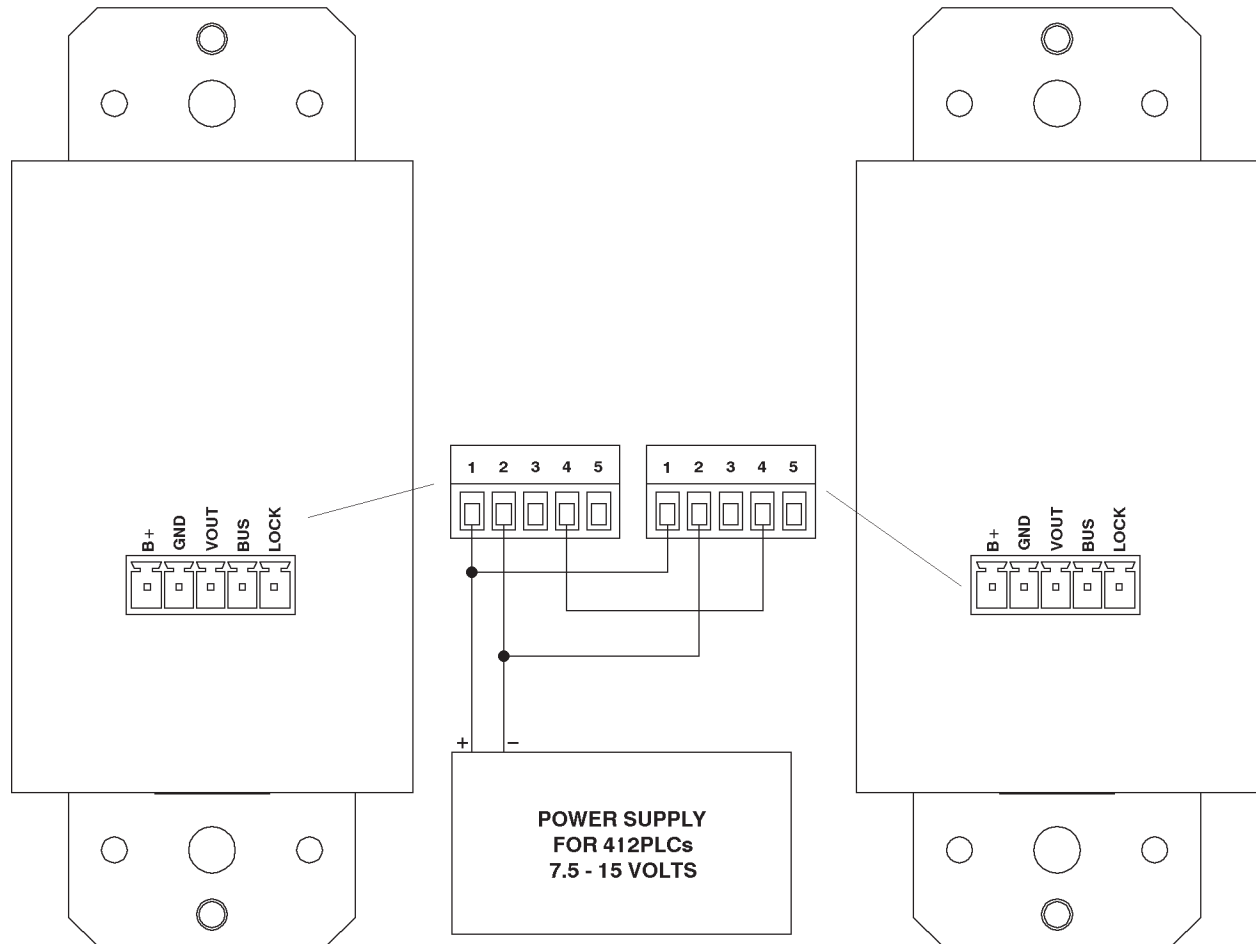 1 2 3 4 5
1 2 3 4 5
B+ GND VOUT BUS LOCK
B+ GND VOUT BUS LOCK
+ −
POWER SUPPLY
FOR 412PLCs
7.5 - 15 VOLTS